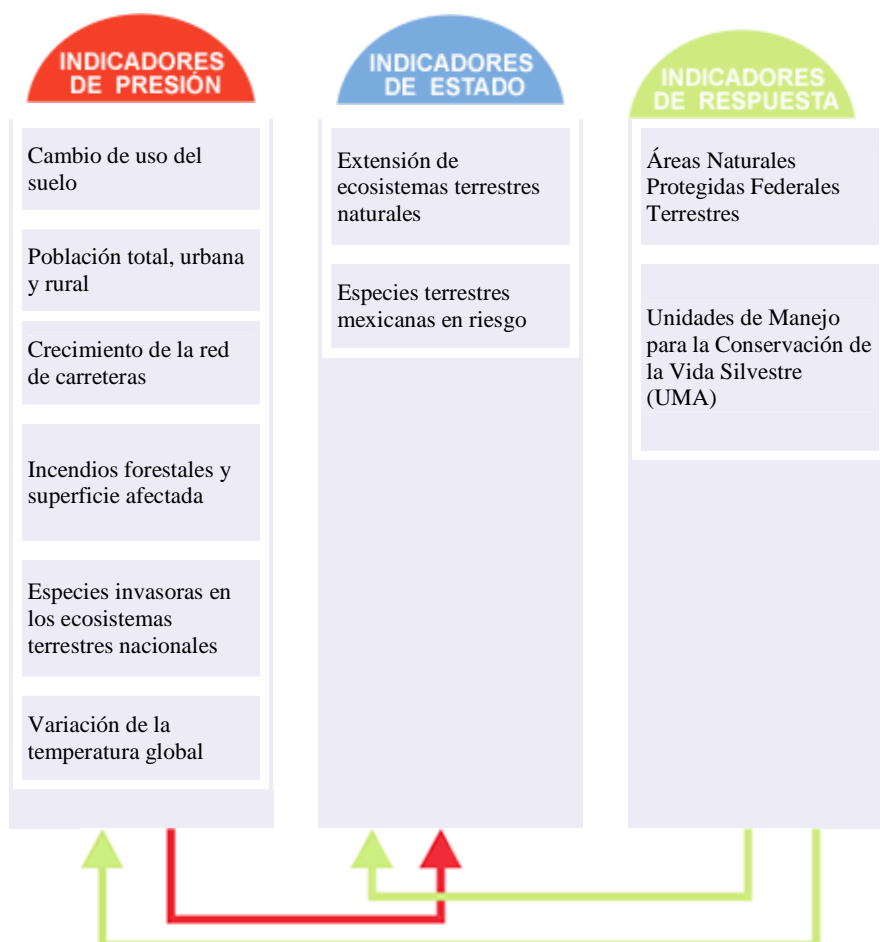 INDICADORES
DE PRESIÓN
Cambio de uso del
suelo
Población total, urbana
y rural
Crecimiento de la red
de carreteras
Incendios forestales y
superficie afectada
Especies invasoras en
los ecosistemas
terrestres nacionales
Variación de la
temperatura global
INDICADORES
DE ESTADO
Extensión de
ecosistemas terrestres
naturales
Especies terrestres
mexicanas en riesgo
INDICADORES
DE RESPUESTA
Áreas Naturales
Protegidas Federales
Terrestres
Unidades de Manejo
para la Conservación de
la Vida Silvestre
(UMA)